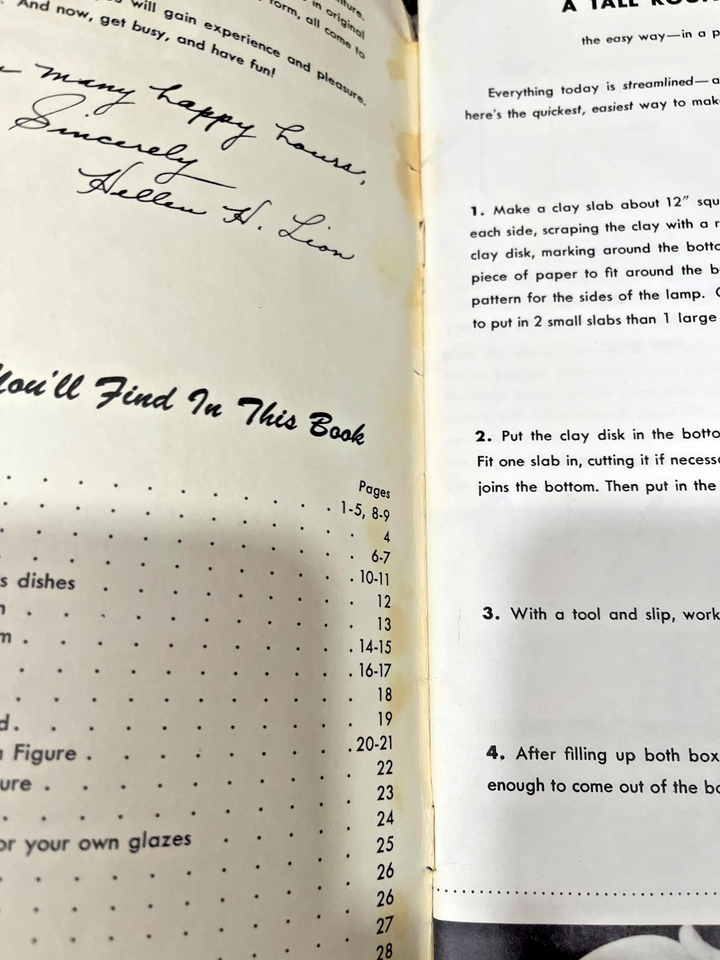 in original
will gain experience and pleasure.
form, all come to
And now, get busy, and have fun!
many happy hours,
Sincerely
Hellen H. Lion
You'll Find In This Book
Pages
1-5, 8-9
4
6-7
10-11
s dishes
12
13
m
14-15
16-17
18
19
d.
20-21
Figure
22
ure
23
24
or your own glazes
25
26
26
27
28
A TALL
the easy way—in a p
Everything today is streamlined—a
here's the quickest, easiest way to mak
1. Make a clay slab about 12" squ
each side, scraping the clay with a r
clay disk, marking around the botto
piece of paper to fit around the b
pattern for the sides of the lamp.
to put in 2 small slabs than 1 large
2. Put the clay disk in the botto
Fit one slab in, cutting it if necess
joins the bottom. Then put in the
3. With a tool and slip, work
4. After filling up both box
enough to come out of the bo